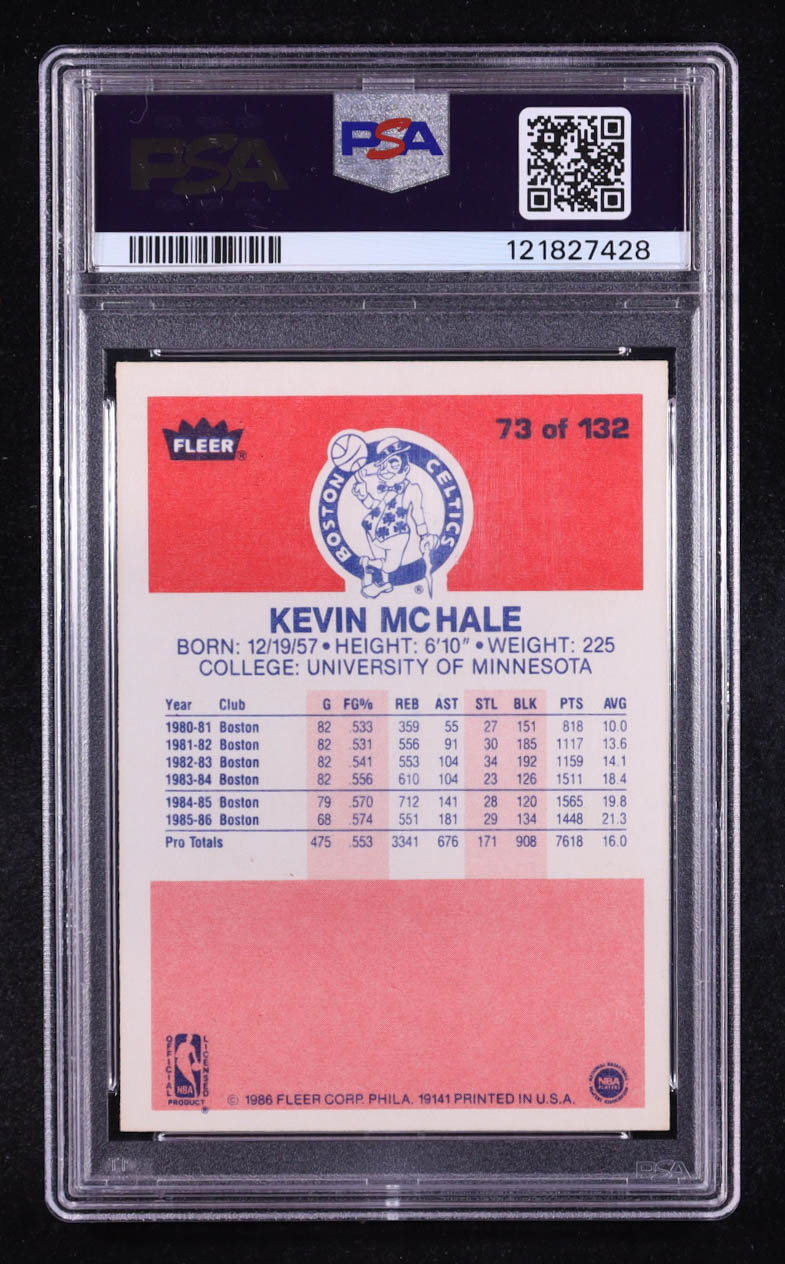 PSA
PSA
121827428
FLEER®
73 of 132
BOSTON CELTICS
®
KEVIN MCHALE
BORN: 12/19/57 • HEIGHT: 6'10" • WEIGHT: 225
COLLEGE: UNIVERSITY OF MINNESOTA
Year Club G FG% REB AST STL BLK PTS AVG
1980-81 Boston 82 .533 359 55 27 151 818 10.0
1981-82 Boston 82 .531 556 91 30 185 1117 13.6
1982-83 Boston 82 .541 553 104 34 192 1159 14.1
1983-84 Boston 82 .556 610 104 23 126 1511 18.4
1984-85 Boston 79 .570 712 141 28 120 1565 19.8
1985-86 Boston 68 .574 551 181 29 134 1448 21.3
Pro Totals 475 .553 3341 676 171 908 7618 16.0
OFFICIAL LICENSED
NBA
PRODUCT®
NATIONAL BASKETBALL
NBA
PLAYERS
© 1986 FLEER CORP. PHILA. 19141 PRINTED IN U.S.A.
PSA